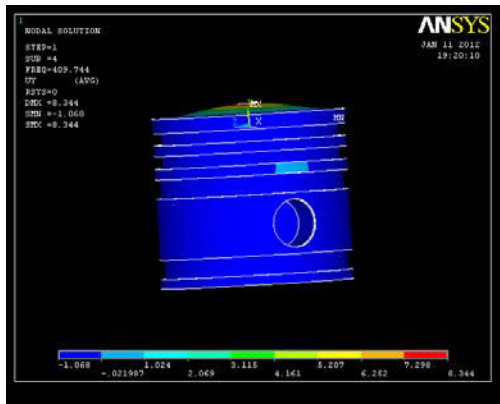 1
NODAL SOLUTION
STEP=1
SUB =4
FREQ=409.744
UY (AVG)
RSYS=0
DMX =8.344
SMN =-1.068
SMX =8.344
ANSYS
JAN 11 2012
19:20:10
MX
X
MN
-1.068 1.024 3.115 5.207 7.298
-.021987 2.069 4.161 6.252 8.344